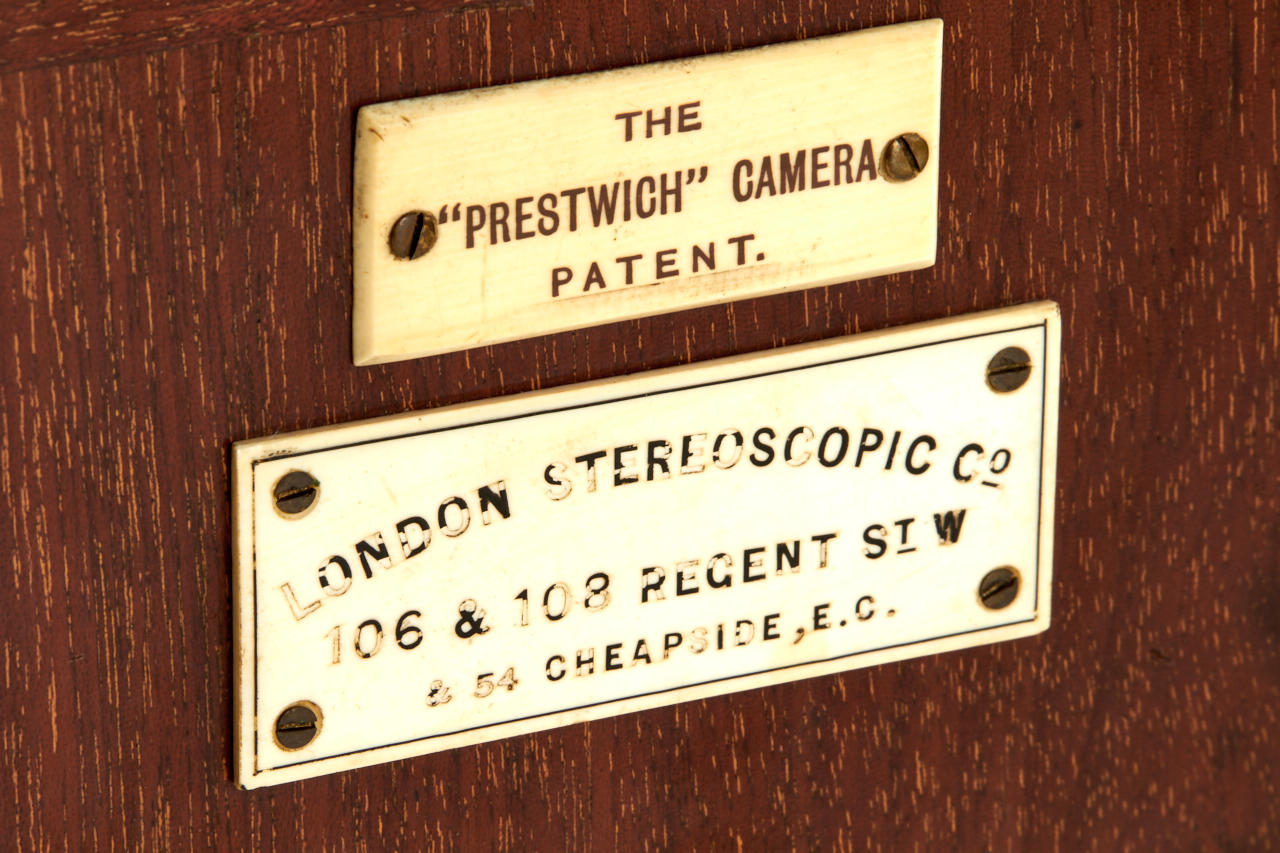 THE
“PRESTWICH” CAMERA
PATENT.
LONDON STEREOSCOPIC Cº
106 & 108 REGENT ST W
& 54 CHEAPSIDE, E.C.